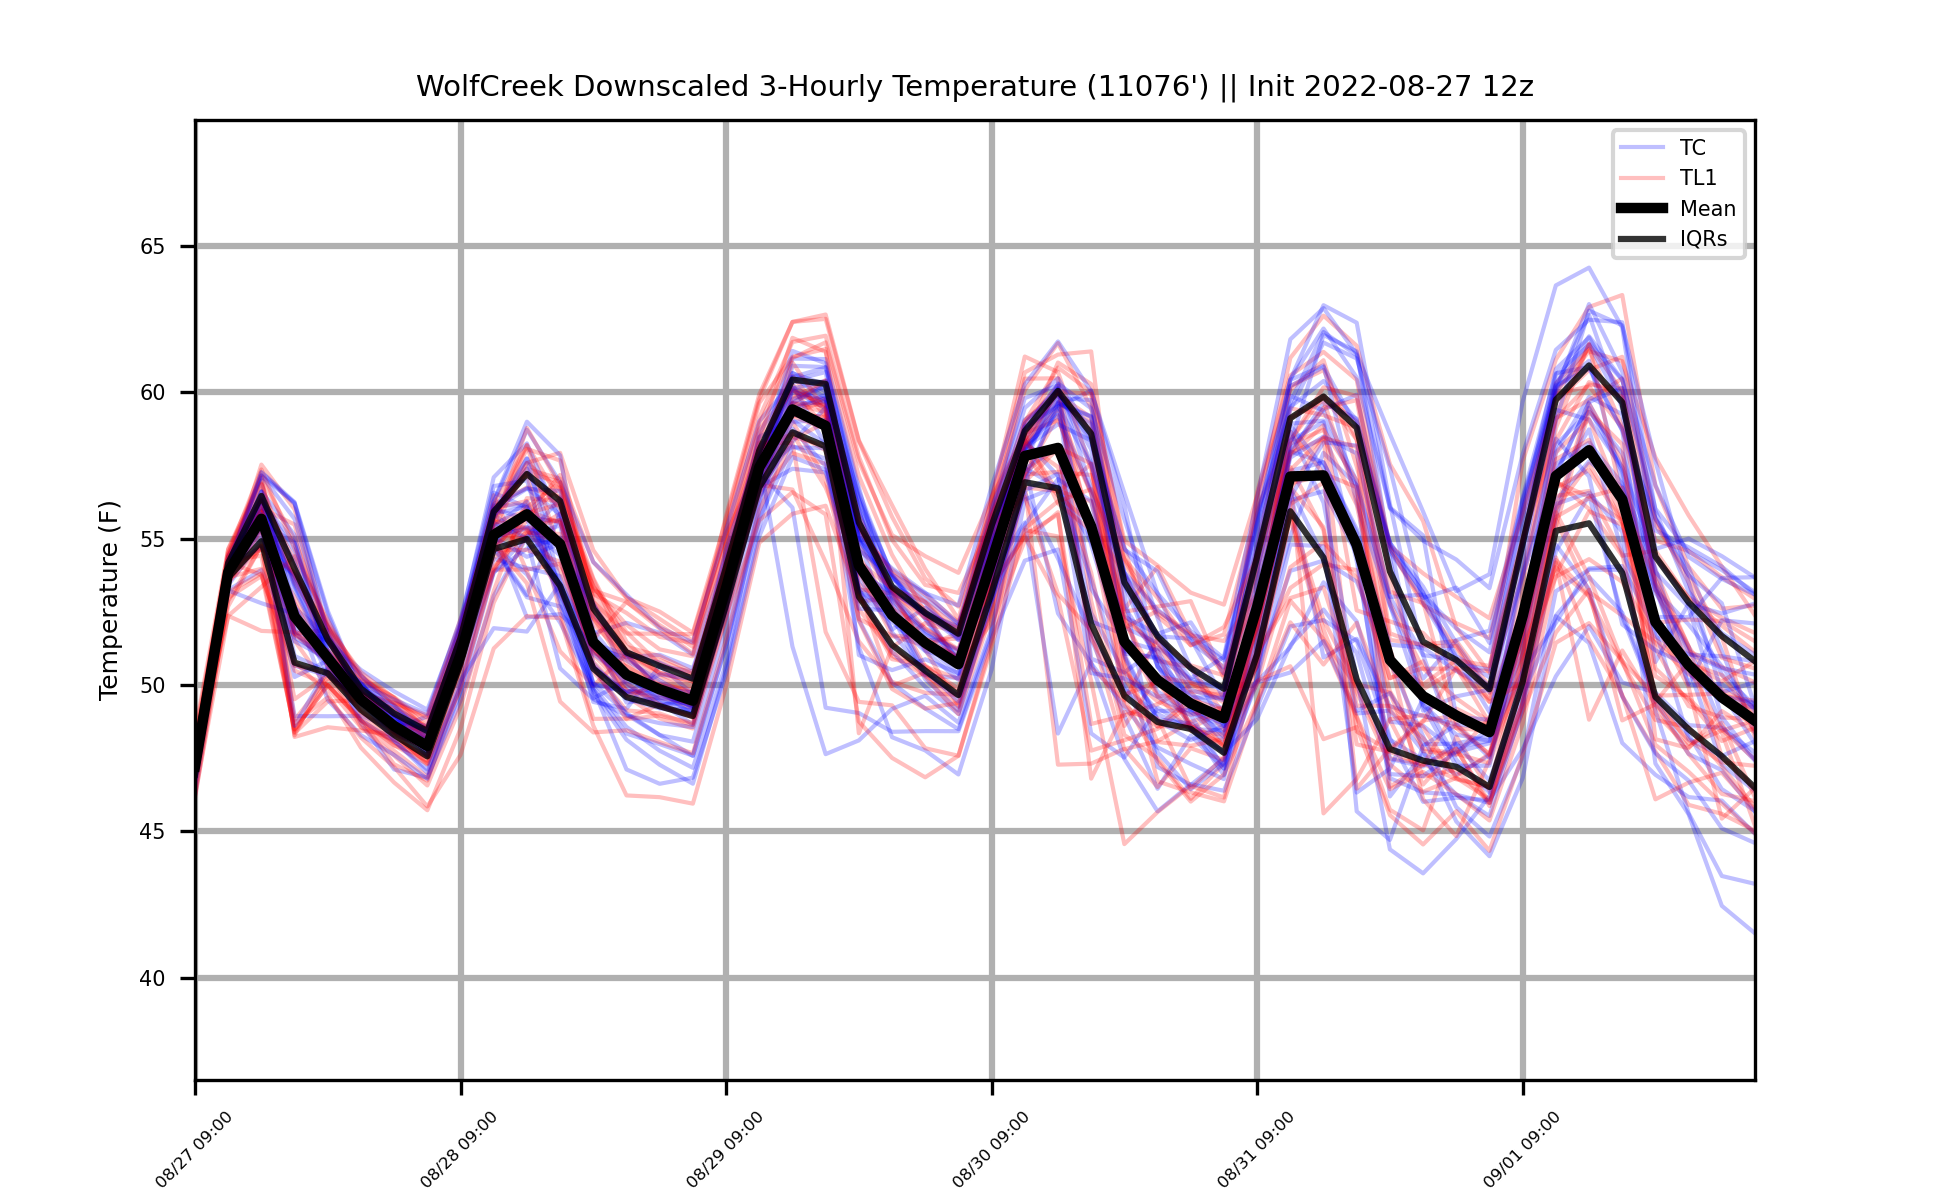 WolfCreek Downscaled 3-Hourly Temperature (11076') || Init 2022-08-27 12z
TC
TL1
Mean
IQRs
Temperature (F)
65
60
55
50
45
40
08/27 09:00
08/28 09:00
08/29 09:00
08/30 09:00
08/31 09:00
09/01 09:00